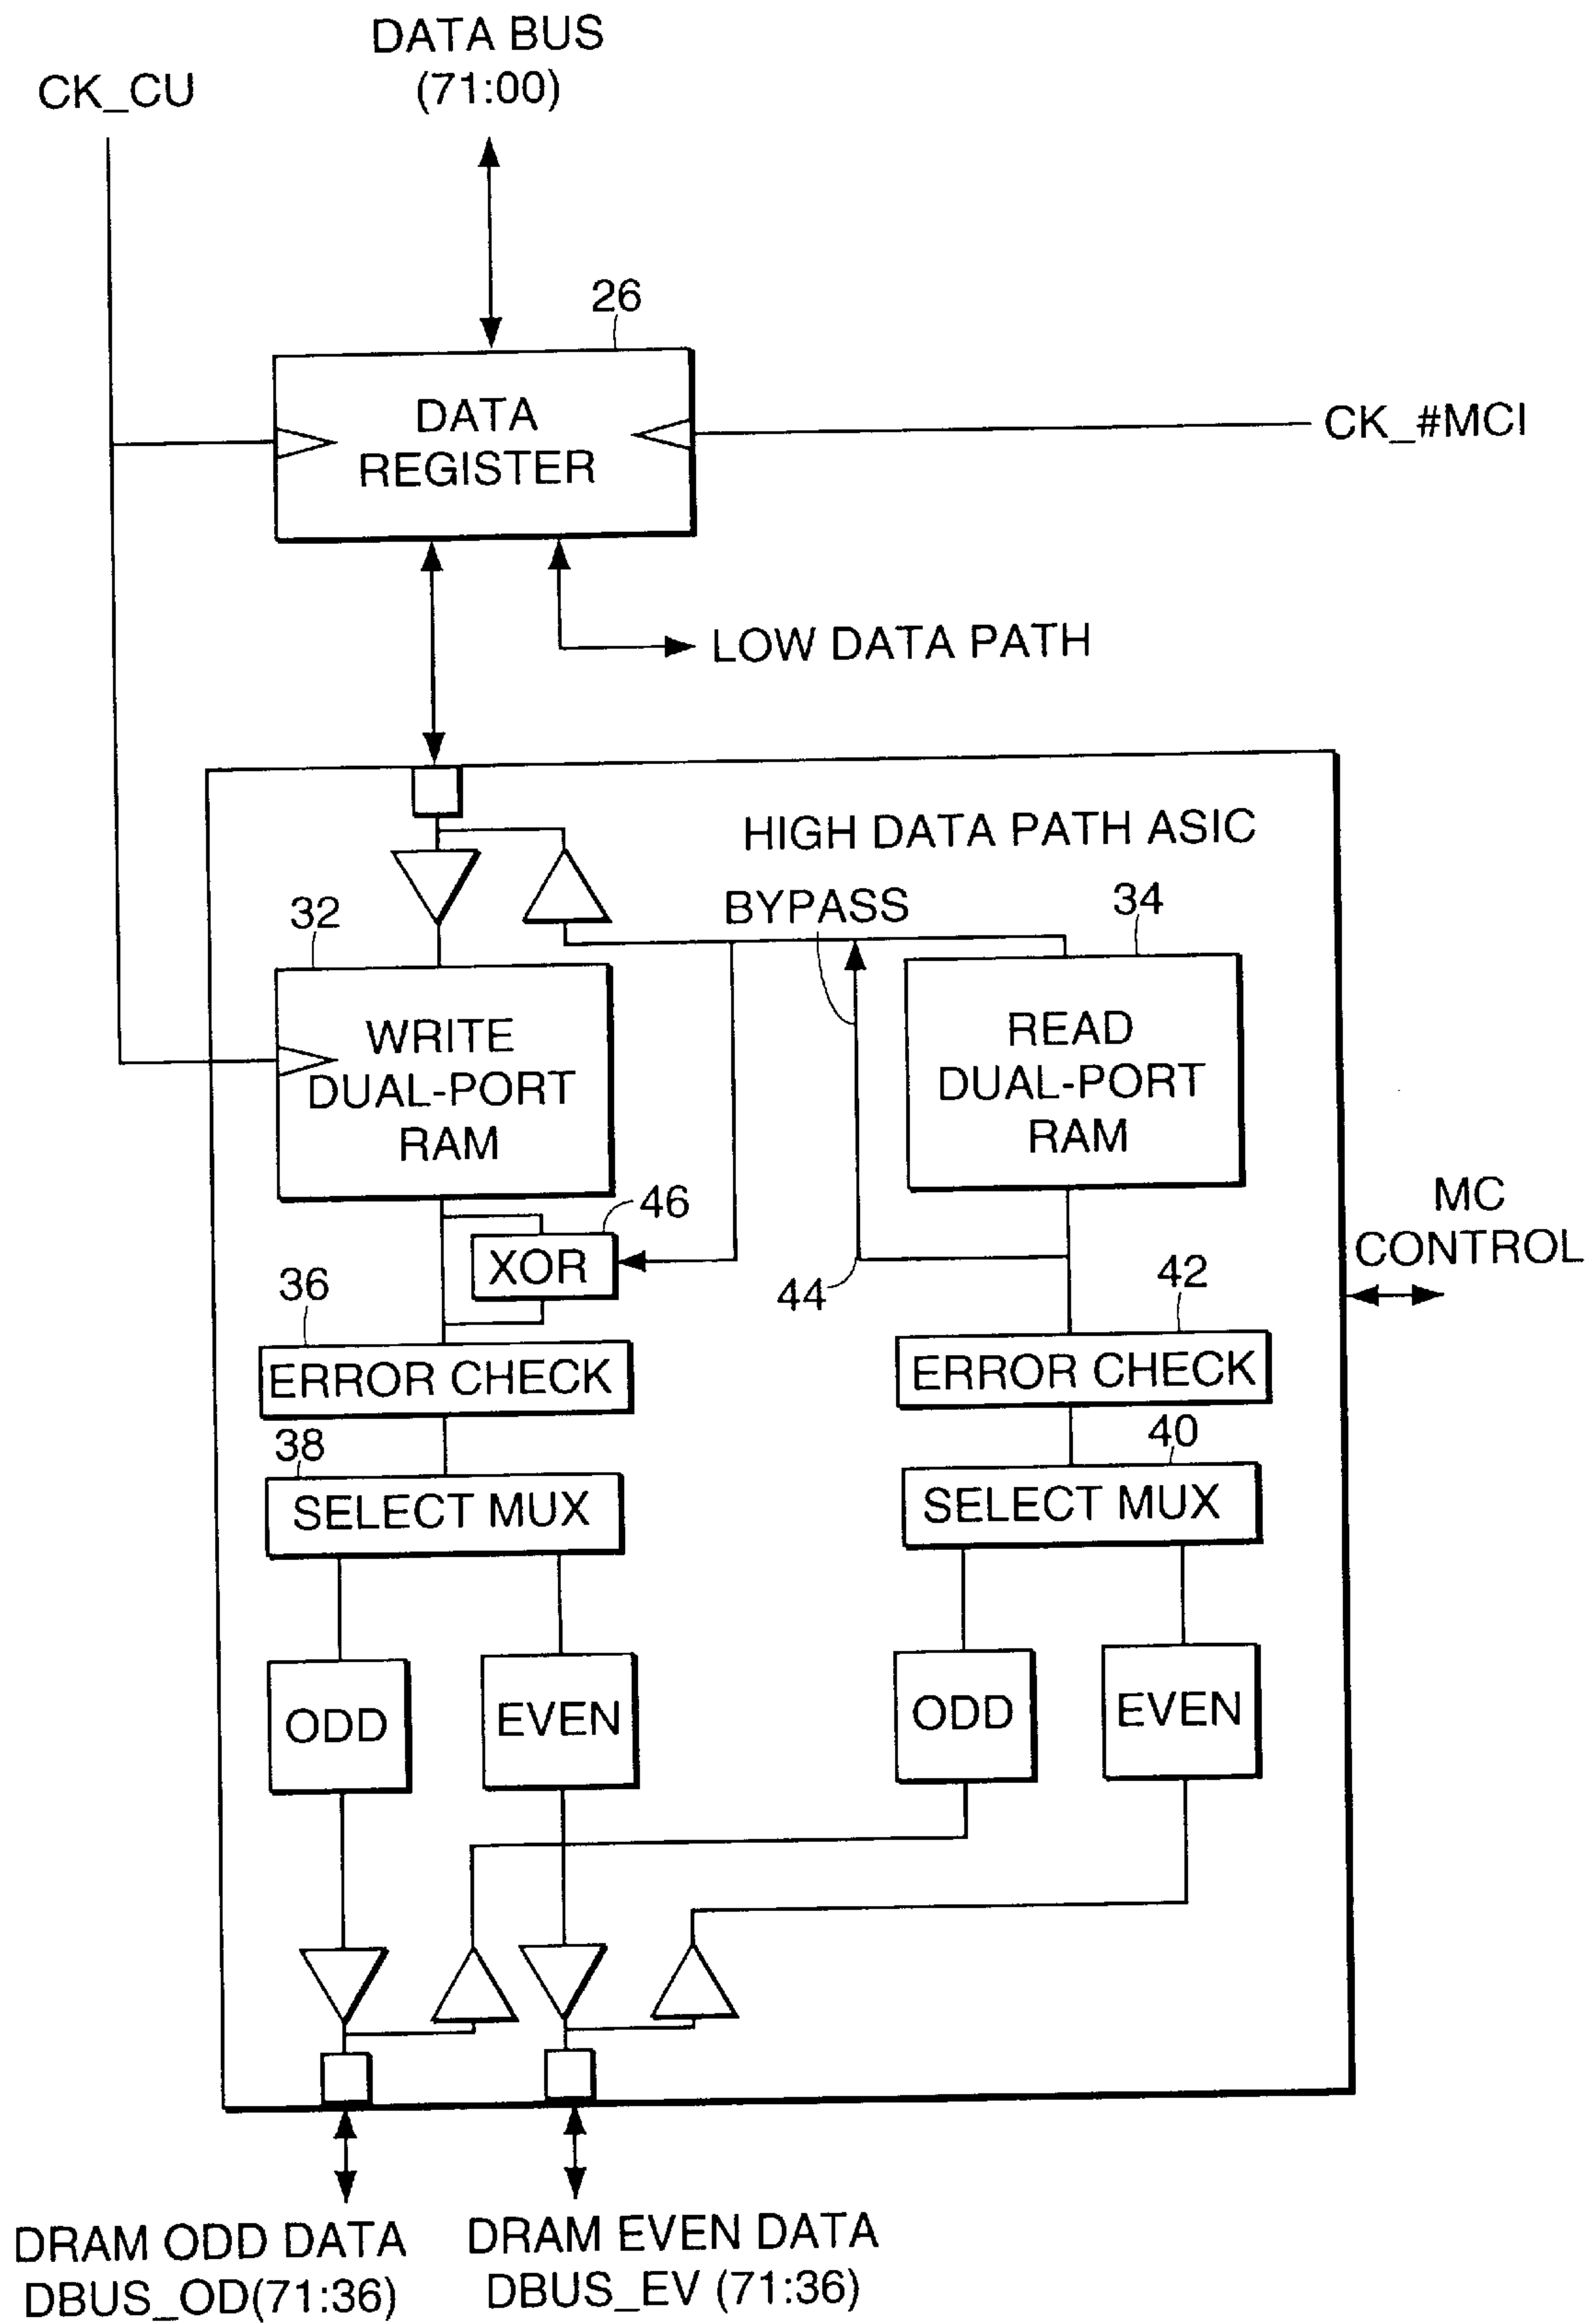 DATA BUS
(71:00)
CK_CU
26
DATA
REGISTER
CK_#MCI
LOW DATA PATH
HIGH DATA PATH ASIC
BYPASS
32
34
WRITE
DUAL-PORT
RAM
READ
DUAL-PORT
RAM
46
XOR
MC
CONTROL
44
36
42
ERROR CHECK
ERROR CHECK
38
40
SELECT MUX
SELECT MUX
ODD
EVEN
ODD
EVEN
DRAM ODD DATA
DBUS_OD(71:36)
DRAM EVEN DATA
DBUS_EV (71:36)